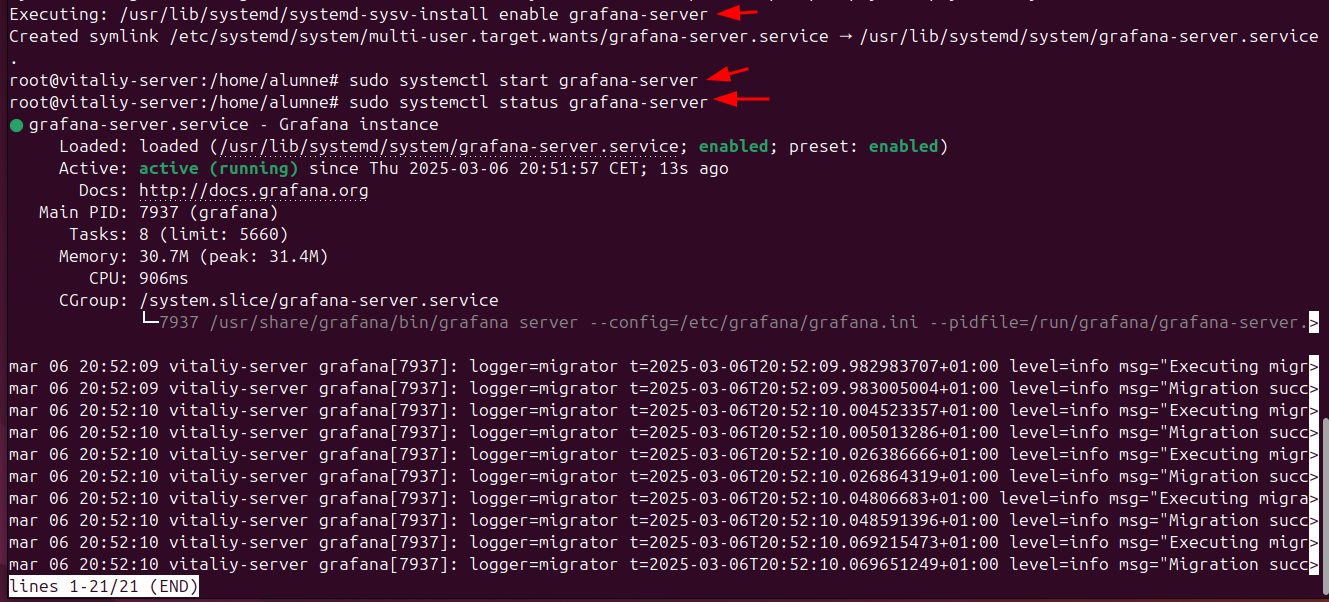 Executing: /usr/lib/systemd/systemd-sysv-install enable grafana-server
Created symlink /etc/systemd/system/multi-user.target.wants/grafana-server.service → /usr/lib/systemd/system/grafana-server.service
.
root@vitaliy-server:/home/alumne# sudo systemctl start grafana-server
root@vitaliy-server:/home/alumne# sudo systemctl status grafana-server
● grafana-server.service - Grafana instance
     Loaded: loaded (/usr/lib/systemd/system/grafana-server.service; enabled; preset: enabled)
     Active: active (running) since Thu 2025-03-06 20:51:57 CET; 13s ago
       Docs: http://docs.grafana.org
   Main PID: 7937 (grafana)
      Tasks: 8 (limit: 5660)
     Memory: 30.7M (peak: 31.4M)
        CPU: 906ms
     CGroup: /system.slice/grafana-server.service
             └─7937 /usr/share/grafana/bin/grafana server --config=/etc/grafana/grafana.ini --pidfile=/run/grafana/grafana-server.>
mar 06 20:52:09 vitaliy-server grafana[7937]: logger=migrator t=2025-03-06T20:52:09.982983707+01:00 level=info msg="Executing migr>
mar 06 20:52:09 vitaliy-server grafana[7937]: logger=migrator t=2025-03-06T20:52:09.983005004+01:00 level=info msg="Migration succ>
mar 06 20:52:10 vitaliy-server grafana[7937]: logger=migrator t=2025-03-06T20:52:10.004523357+01:00 level=info msg="Executing migr>
mar 06 20:52:10 vitaliy-server grafana[7937]: logger=migrator t=2025-03-06T20:52:10.005013286+01:00 level=info msg="Migration succ>
mar 06 20:52:10 vitaliy-server grafana[7937]: logger=migrator t=2025-03-06T20:52:10.026386666+01:00 level=info msg="Executing migr>
mar 06 20:52:10 vitaliy-server grafana[7937]: logger=migrator t=2025-03-06T20:52:10.026864319+01:00 level=info msg="Migration succ>
mar 06 20:52:10 vitaliy-server grafana[7937]: logger=migrator t=2025-03-06T20:52:10.04806683+01:00 level=info msg="Executing migra>
mar 06 20:52:10 vitaliy-server grafana[7937]: logger=migrator t=2025-03-06T20:52:10.048591396+01:00 level=info msg="Migration succ>
mar 06 20:52:10 vitaliy-server grafana[7937]: logger=migrator t=2025-03-06T20:52:10.069215473+01:00 level=info msg="Executing migr>
mar 06 20:52:10 vitaliy-server grafana[7937]: logger=migrator t=2025-03-06T20:52:10.069651249+01:00 level=info msg="Migration succ>
lines 1-21/21 (END)